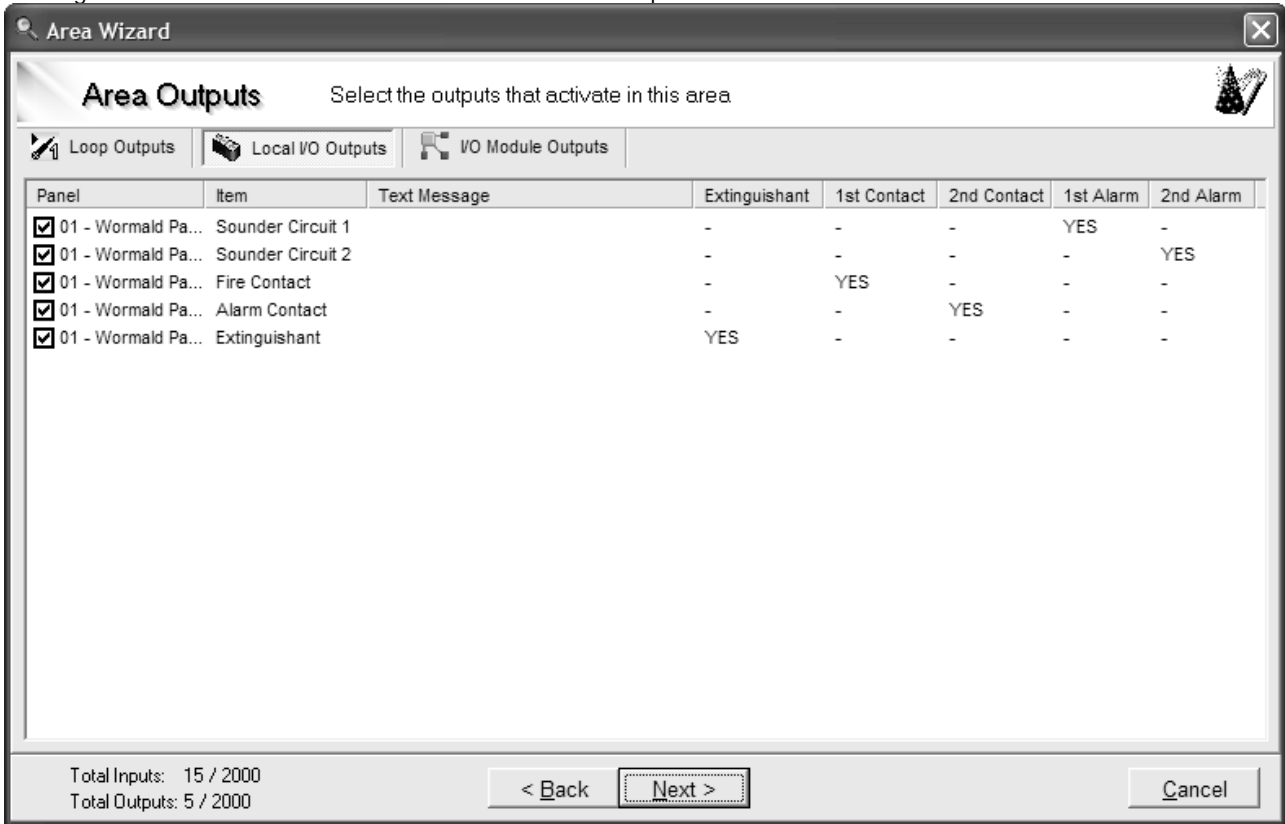 Area Wizard
Area Outputs Select the outputs that activate in this area
Loop Outputs Local I/O Outputs I/O Module Outputs
Panel Item Text Message Extinguishant 1st Contact 2nd Contact 1st Alarm 2nd Alarm
01 - Wormald Pa... Sounder Circuit 1 - - - YES -
01 - Wormald Pa... Sounder Circuit 2 - - - - YES
01 - Wormald Pa... Fire Contact - YES - - -
01 - Wormald Pa... Alarm Contact - - YES - -
01 - Wormald Pa... Extinguishant YES - - - -
Total Inputs: 15 / 2000
Total Outputs: 5 / 2000
< Back Next > Cancel